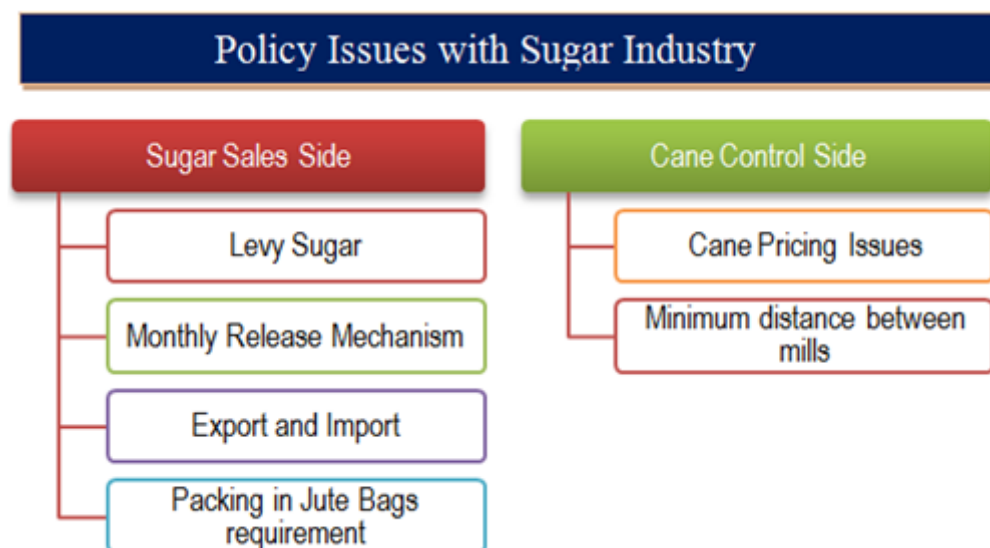 Policy Issues with Sugar Industry
Sugar Sales Side
Levy Sugar
Monthly Release Mechanism
Export and Import
Packing in Jute Bags
requirement
Cane Control Side
Cane Pricing Issues
Minimum distance between
mills